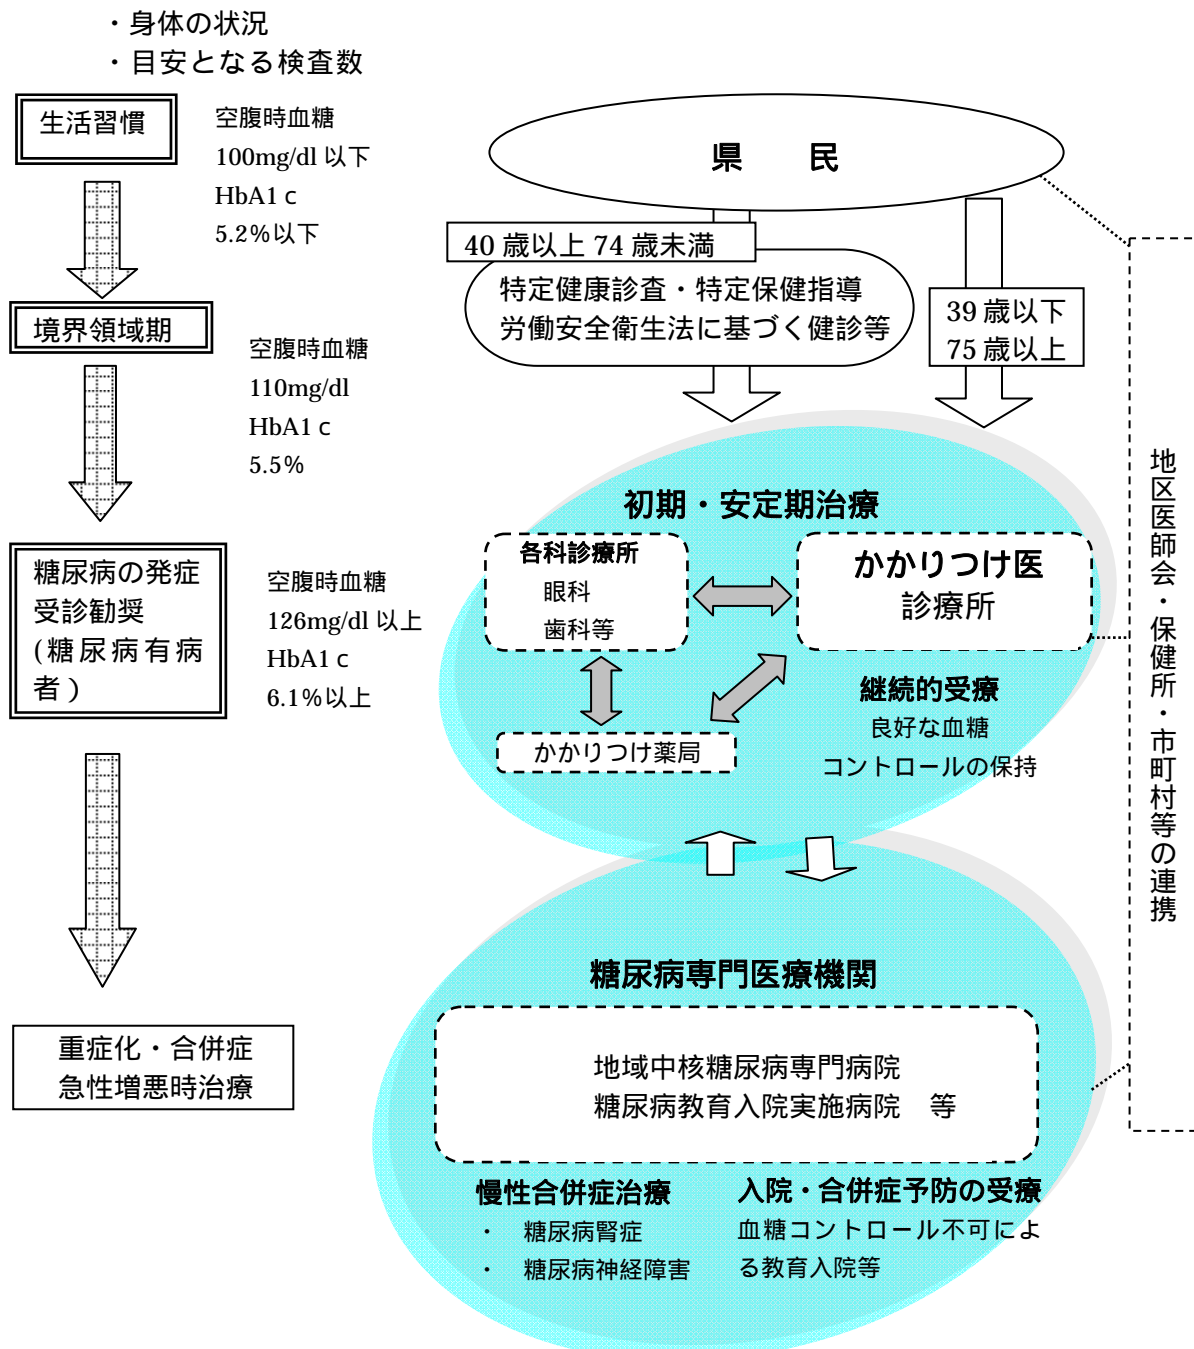 ・身体の状況
・目安となる検査数
生活習慣
空腹時血糖
100mg/dl 以下
HbA1 c
5.2%以下
境界領域期
空腹時血糖
110mg/dl
HbA1 c
5.5%
糖尿病の発症
受診勧奨
(糖尿病有病
者)
空腹時血糖
126mg/dl 以上
HbA1 c
6.1%以上
重症化・合併症
急性増悪時治療
県　民
40 歳以上 74 歳未満
特定健康診査・特定保健指導
労働安全衛生法に基づく健診等
39 歳以下
75 歳以上
初期・安定期治療
各科診療所
眼科
歯科等
かかりつけ医
診療所
かかりつけ薬局
継続的受療
良好な血糖
コントロールの保持
糖尿病専門医療機関
地域中核糖尿病専門病院
糖尿病教育入院実施病院　等
慢性合併症治療
・　糖尿病腎症
・　糖尿病神経障害
入院・合併症予防の受療
血糖コントロール不可によ
る教育入院等
地区医師会・保健所・市町村等の連携